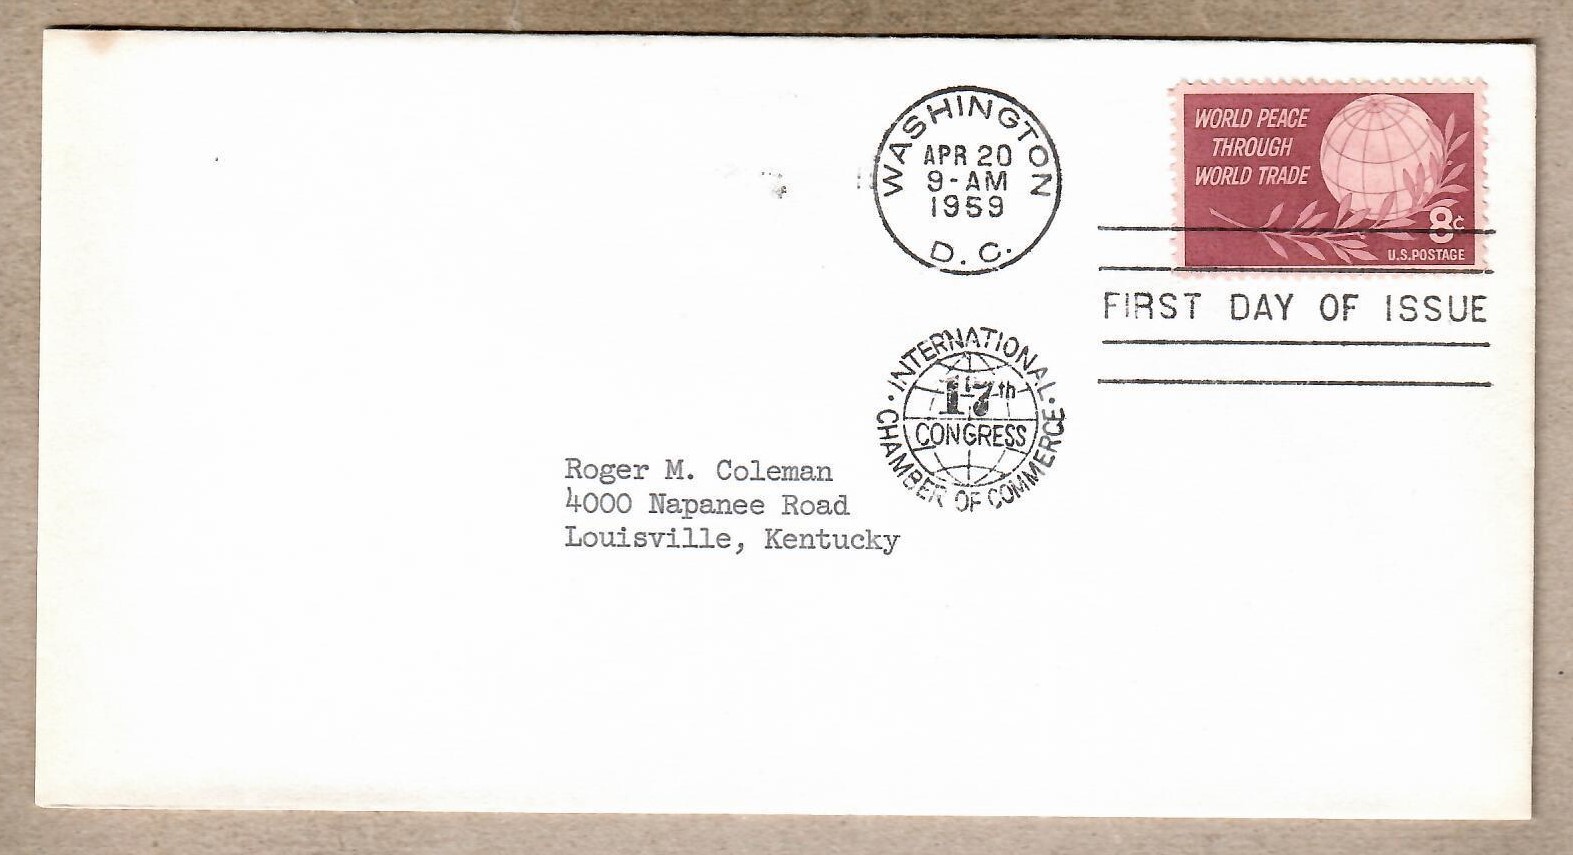 WASHINGTON
APR 20
9-AM
1959
D.C.
WORLD PEACE
THROUGH
WORLD TRADE
8¢
U.S.POSTAGE
FIRST DAY OF ISSUE
INTERNATIONAL
17th
CONGRESS
CHAMBER OF COMMERCE
Roger M. Coleman
4000 Napanee Road
Louisville, Kentucky